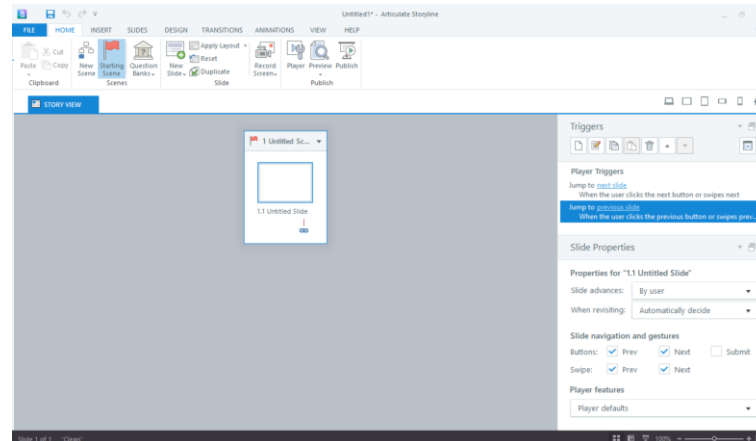 Untitled1* - Articulate Storyline
FILE HOME INSERT SLIDES DESIGN TRANSITIONS ANIMATIONS VIEW HELP
Paste Cut Copy
New Scene Starting Scene Question Banks
New Slide Apply Layout Reset Duplicate
Record Screen Player Preview Publish
Clipboard Scenes Slide Publish
STORY VIEW
1 Untitled Sc...
1.1 Untitled Slide
Triggers
Player Triggers
Jump to next slide
When the user clicks the next button or swipes next
Jump to previous slide
When the user clicks the previous button or swipes prev...
Slide Properties
Properties for "1.1 Untitled Slide"
Slide advances: By user
When revisiting: Automatically decide
Slide navigation and gestures
Buttons: Prev Next Submit
Swipe: Prev Next
Player features
Player defaults
Slide 1 of 1 "Clean" 100%